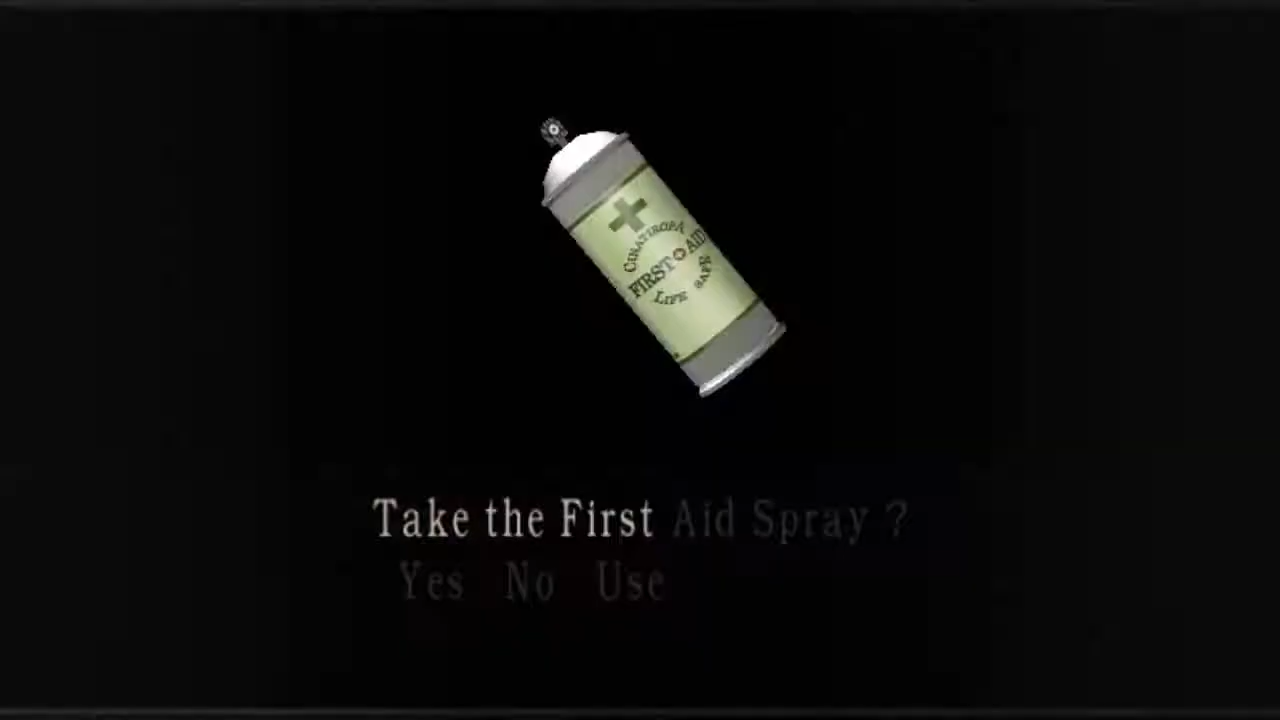 FIRST AID
LIFE SAFE
Take the First Aid Spray ?
Yes No Use